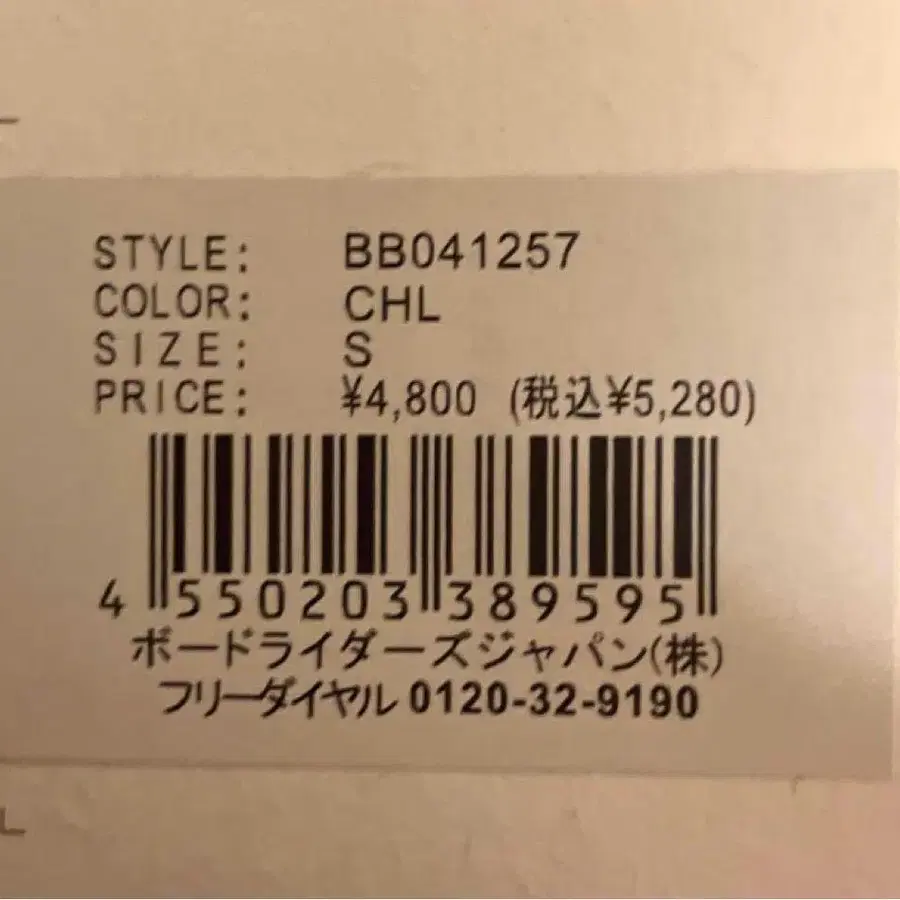 STYLE: BB041257
COLOR: CHL
SIZE: S
PRICE: ¥4,800 (税込¥5,280)
4 550203 389595
ボードライダーズジャパン(株)
フリーダイヤル 0120-32-9190